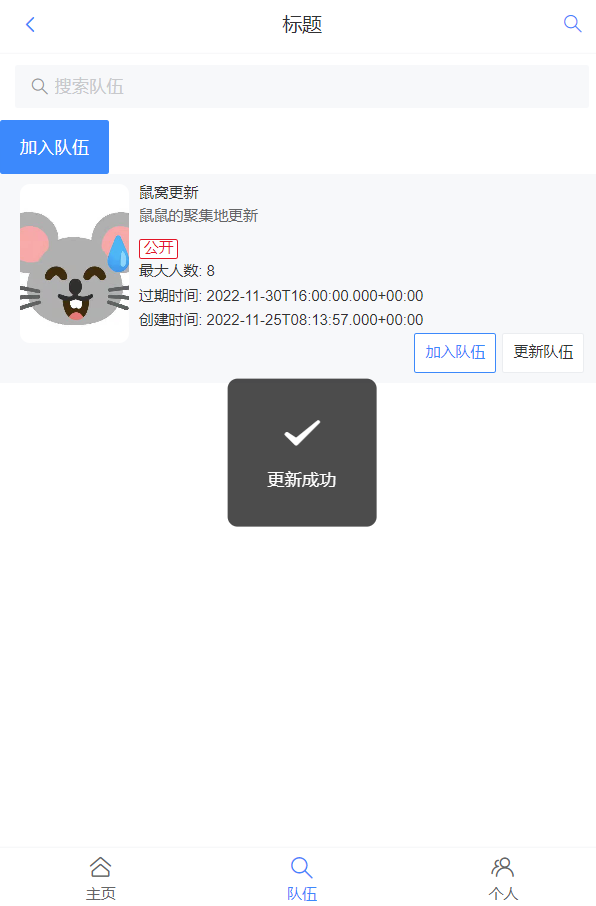 标题
搜索队伍
加入队伍
鼠窝更新
鼠鼠的聚集地更新
公开
最大人数: 8
过期时间: 2022-11-30T16:00:00.000+00:00
创建时间: 2022-11-25T08:13:57.000+00:00
加入队伍
更新队伍
更新成功
主页
队伍
个人